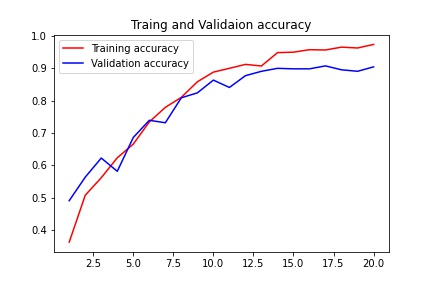 Traing and Validaion accuracy
Training accuracy
Validation accuracy
1.0
0.9
0.8
0.7
0.6
0.5
0.4
2.5 5.0 7.5 10.0 12.5 15.0 17.5 20.0